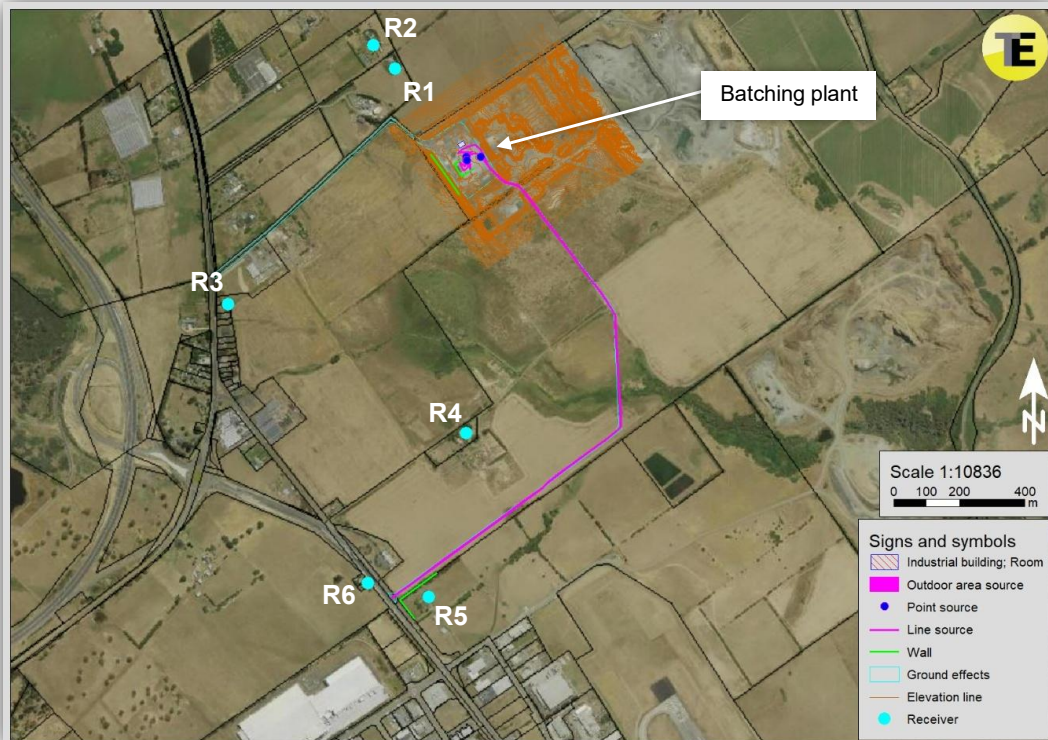 R2
R1
TE
Batching plant
R3
R4
R6
R5
N
Scale 1:10836
0 100 200 400
m
Signs and symbols
Industrial building; Room
Outdoor area source
Point source
Line source
Wall
Ground effects
Elevation line
Receiver